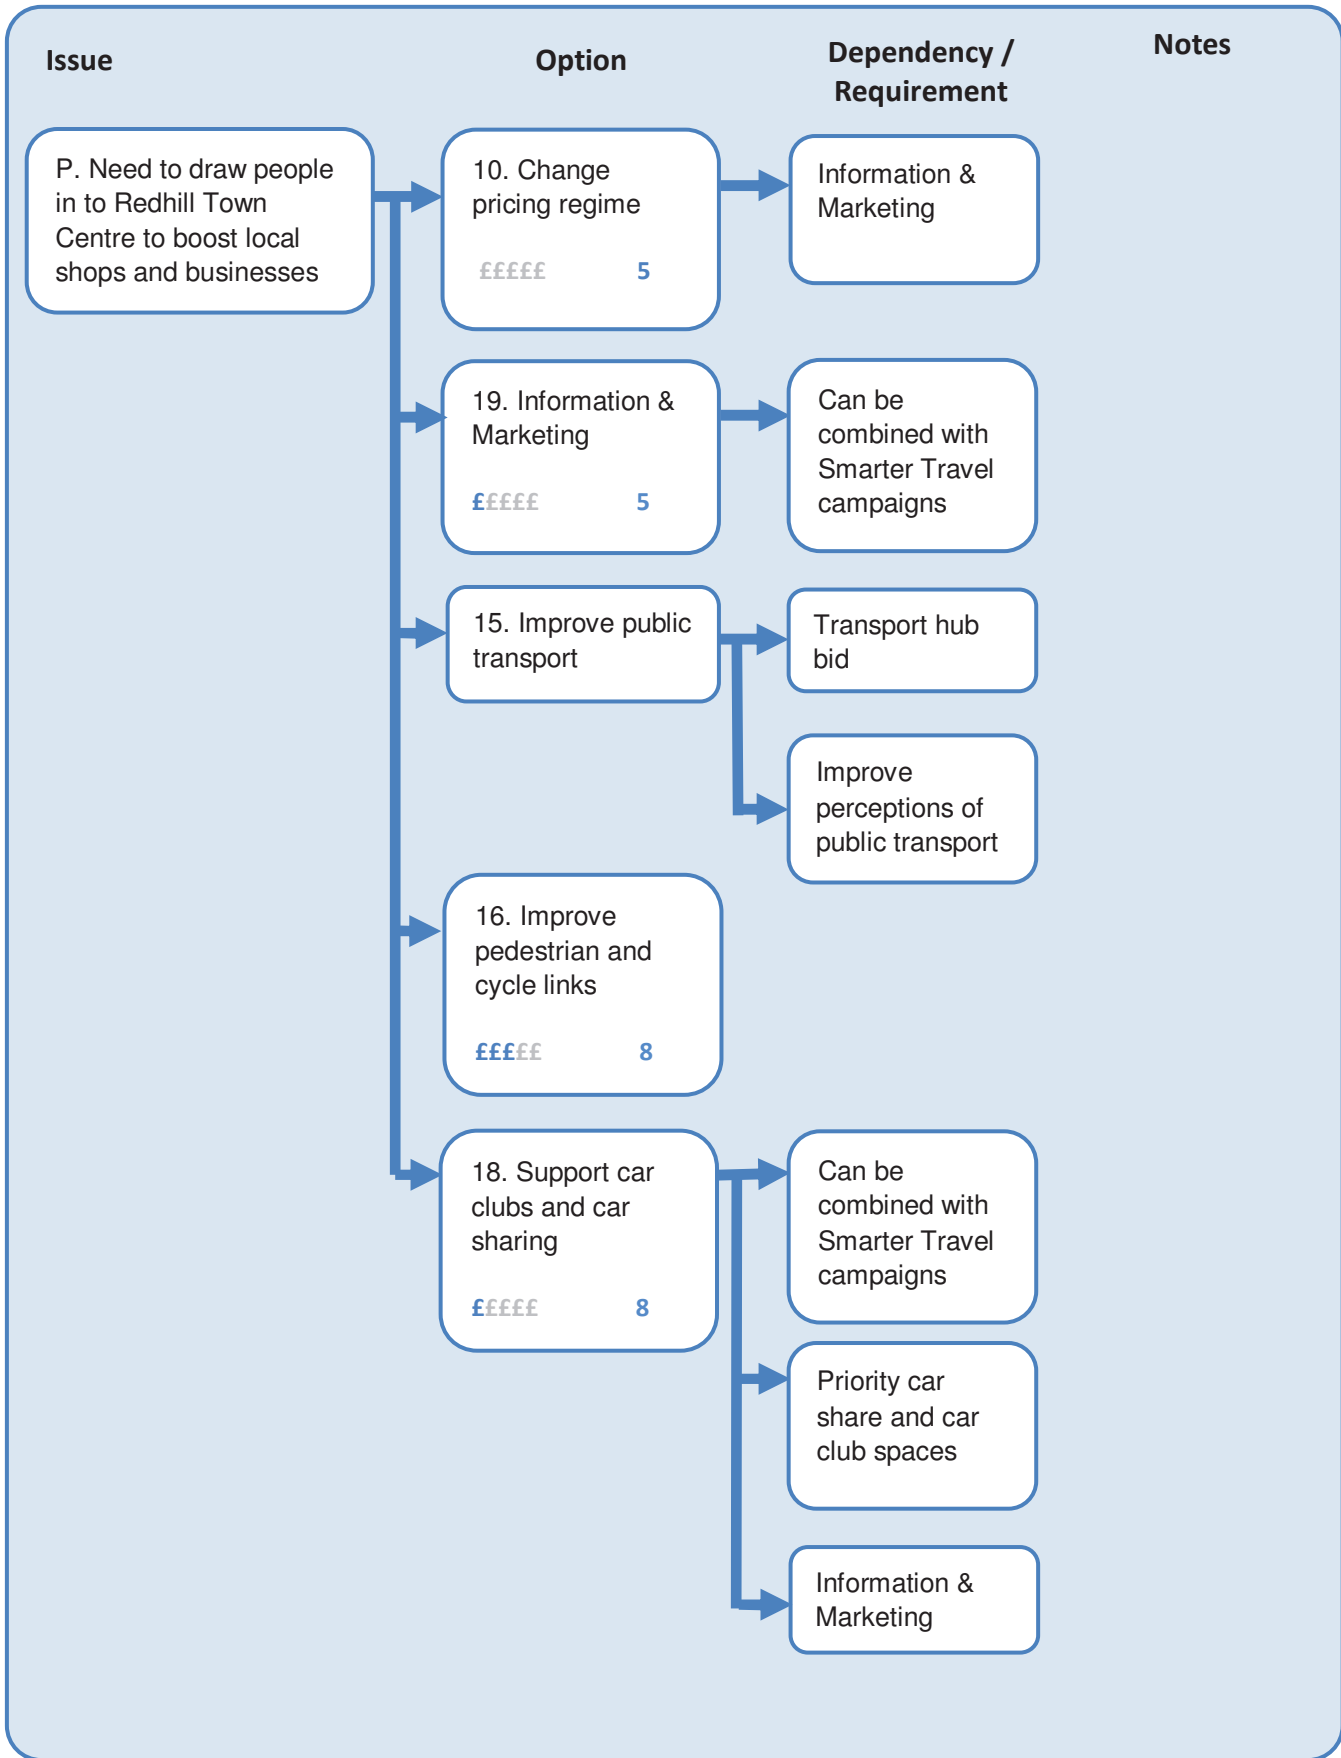 Issue
Option
Dependency /
Requirement
Notes
P. Need to draw people
in to Redhill Town
Centre to boost local
shops and businesses
10. Change
pricing regime
£££££ 5
Information &
Marketing
19. Information &
Marketing
£££££ 5
Can be
combined with
Smarter Travel
campaigns
15. Improve public
transport
Transport hub
bid
Improve
perceptions of
public transport
16. Improve
pedestrian and
cycle links
£££££ 8
18. Support car
clubs and car
sharing
£££££ 8
Can be
combined with
Smarter Travel
campaigns
Priority car
share and car
club spaces
Information &
Marketing